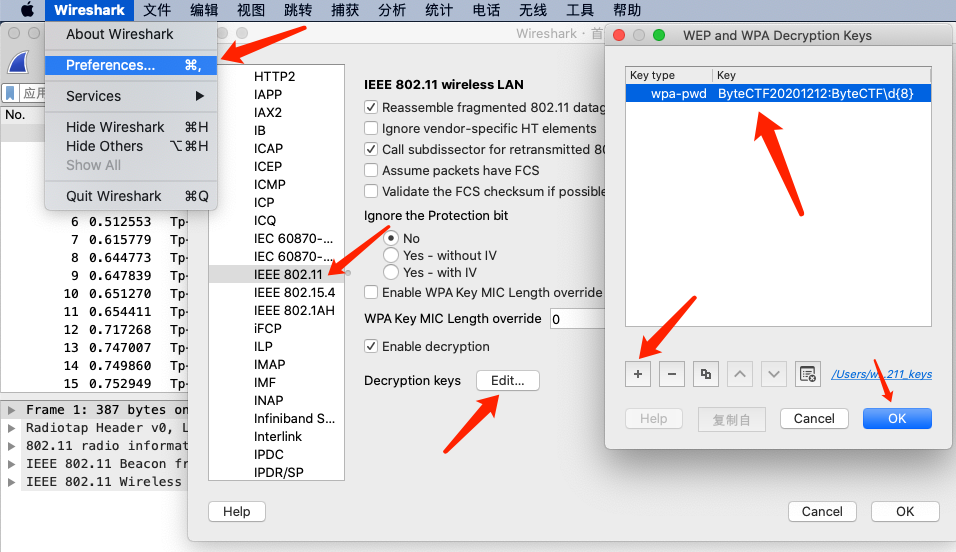 Wireshark 文件 编辑 视图 跳转 捕获 分析 统计 电话 无线 工具 帮助
About Wireshark
Preferences... ⌘,
Services
Hide Wireshark ⌘H
Hide Others ⌥⌘H
Show All
Quit Wireshark ⌘Q
应用
No.
6 0.512553 Tp-
7 0.615779 Tp-
8 0.644773 Tp-
9 0.647839 Tp-
10 0.651270 Tp-
11 0.654411 Tp-
12 0.717268 Tp-
13 0.747007 Tp-
14 0.749860 Tp-
15 0.752949 Tp-
Frame 1: 387 bytes on
Radiotap Header v0, L
802.11 radio informat
IEEE 802.11 Beacon fr
IEEE 802.11 Wireless
Wireshark · 首
HTTP2
IAPP
IAX2
IB
ICAP
ICEP
ICMP
ICP
ICQ
IEC 60870-...
IEC 60870-...
IEEE 802.11
IEEE 802.15.4
IEEE 802.1AH
iFCP
ILP
IMAP
IMF
INAP
Infiniband S...
Interlink
IPDC
IPDR/SP
IEEE 802.11 wireless LAN
Reassemble fragmented 802.11 datag
Ignore vendor-specific HT elements
Call subdissector for retransmitted 80
Assume packets have FCS
Validate the FCS checksum if possible
Ignore the Protection bit
No
Yes - without IV
Yes - with IV
Enable WPA Key MIC Length override
WPA Key MIC Length override 0
Enable decryption
Decryption keys Edit...
Help Cancel OK
WEP and WPA Decryption Keys
Key type Key
wpa-pwd ByteCTF20201212:ByteCTF\d{8}
/Users/w...211_keys
Help 复制自 Cancel OK